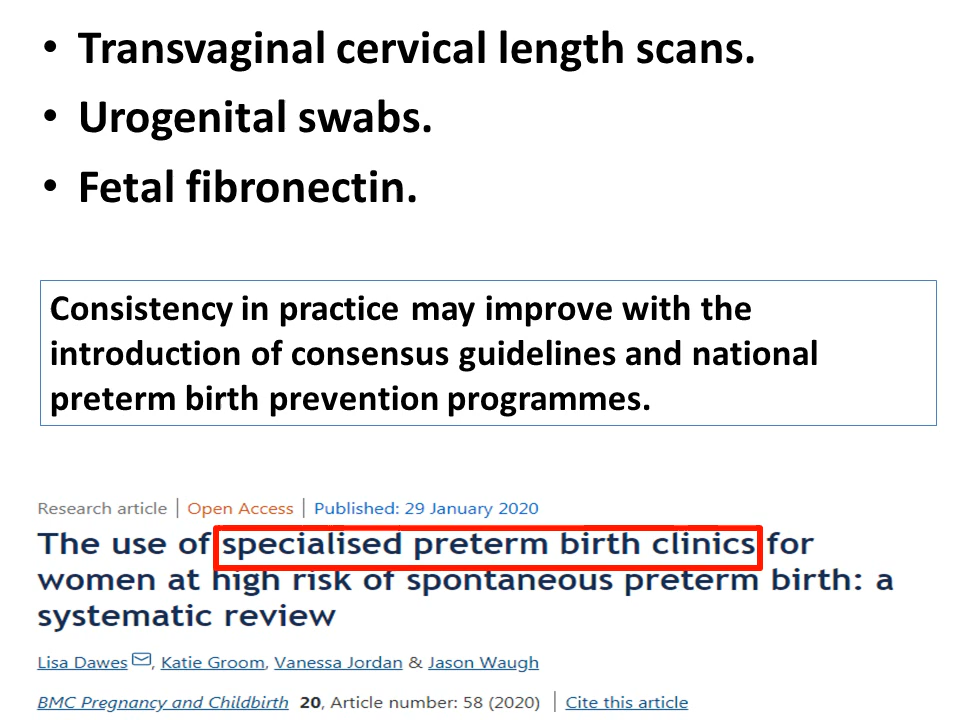 • Transvaginal cervical length scans.
• Urogenital swabs.
• Fetal fibronectin.
Consistency in practice may improve with the
introduction of consensus guidelines and national
preterm birth prevention programmes.
Research article | Open Access | Published: 29 January 2020
The use of specialised preterm birth clinics for
women at high risk of spontaneous preterm birth: a
systematic review
Lisa Dawes, Katie Groom, Vanessa Jordan & Jason Waugh
BMC Pregnancy and Childbirth 20, Article number: 58 (2020) | Cite this article